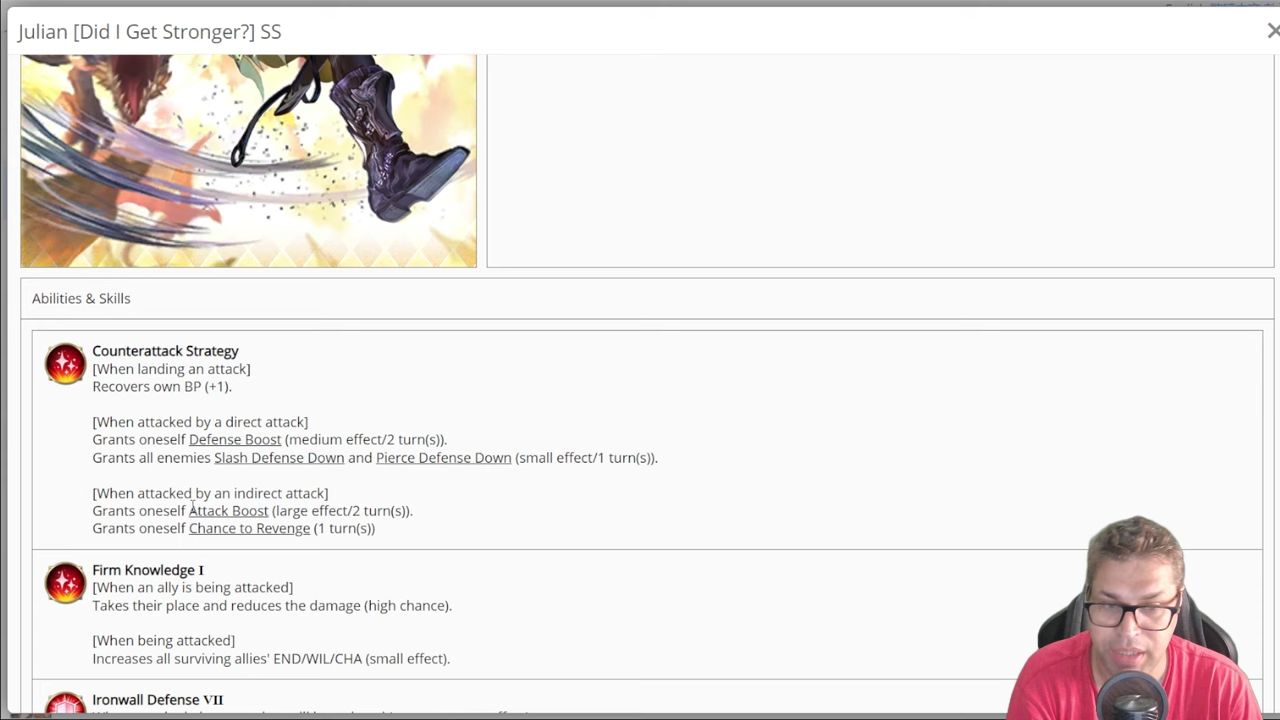 Julian [Did I Get Stronger?] SS
Abilities & Skills
Counterattack Strategy
[When landing an attack]
Recovers own BP (+1).
[When attacked by a direct attack]
Grants oneself Defense Boost (medium effect/2 turn(s)).
Grants all enemies Slash Defense Down and Pierce Defense Down (small effect/1 turn(s)).
[When attacked by an indirect attack]
Grants oneself Attack Boost (large effect/2 turn(s)).
Grants oneself Chance to Revenge (1 turn(s))
Firm Knowledge I
[When an ally is being attacked]
Takes their place and reduces the damage (high chance).
[When being attacked]
Increases all surviving allies' END/WIL/CHA (small effect).
Ironwall Defense VII